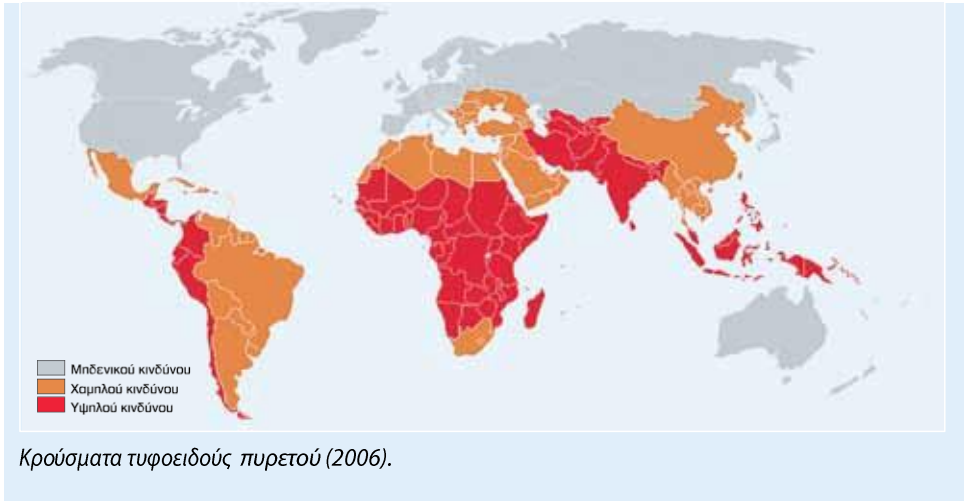 Μηδενικού κινδύνου
Χαμηλού κινδύνου
Υψηλού κινδύνου
Κρούσματα τυφοειδούς πυρετού (2006).